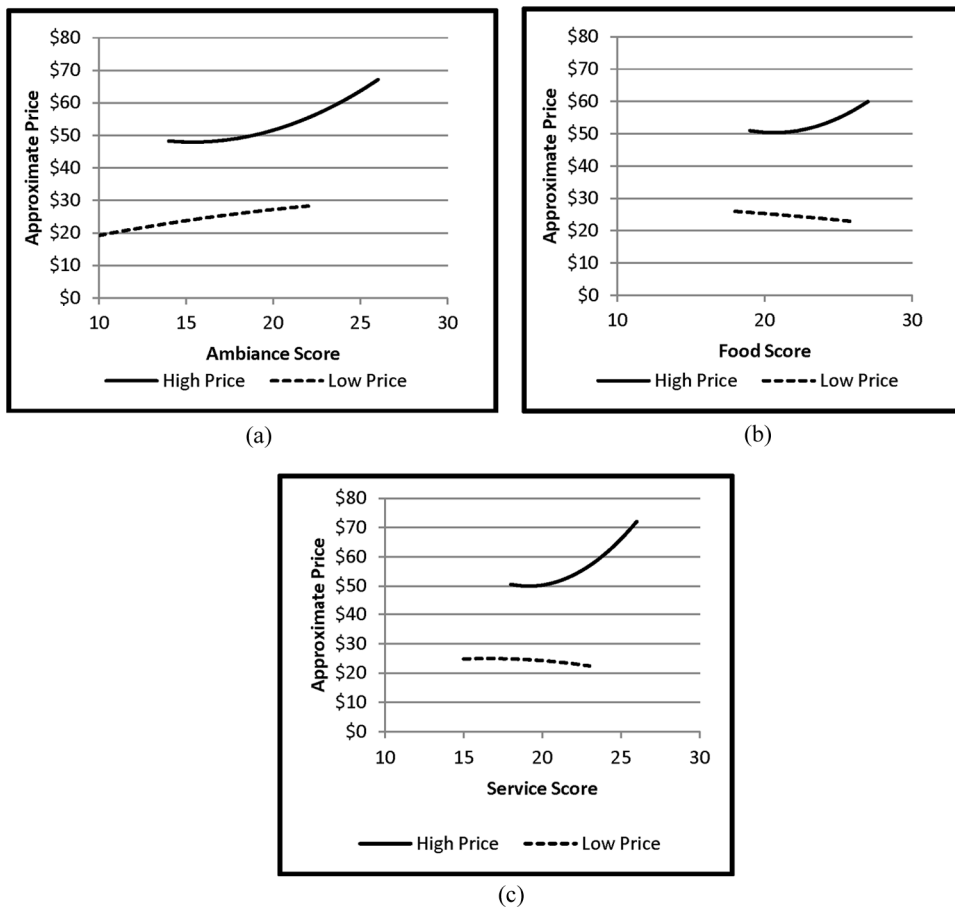 $80
$70
$60
$50
$40
$30
$20
$10
$0
Approximate Price
10 15 20 25 30
Ambiance Score
High Price Low Price
(a)
$80
$70
$60
$50
$40
$30
$20
$10
$0
Approximate Price
10 20 30
Food Score
High Price Low Price
(b)
$80
$70
$60
$50
$40
$30
$20
$10
$0
Approximate Price
10 15 20 25 30
Service Score
High Price Low Price
(c)